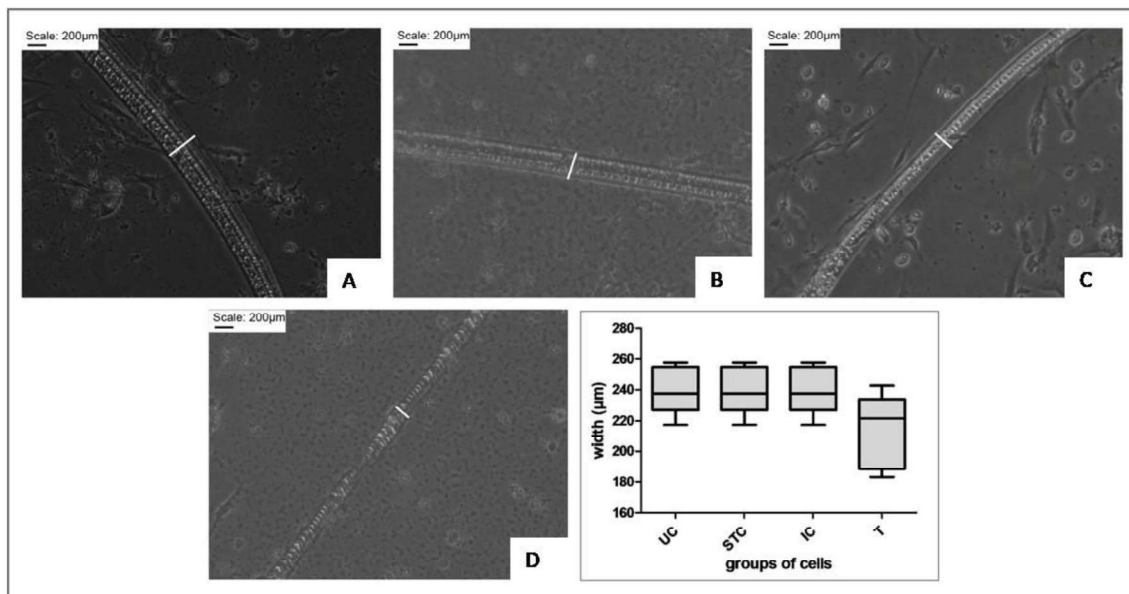 Scale: 200µm
A
Scale: 200µm
B
Scale: 200µm
C
Scale: 200µm
D
280
260
240
220
200
180
160
width (µm)
UC
STC
IC
T
groups of cells